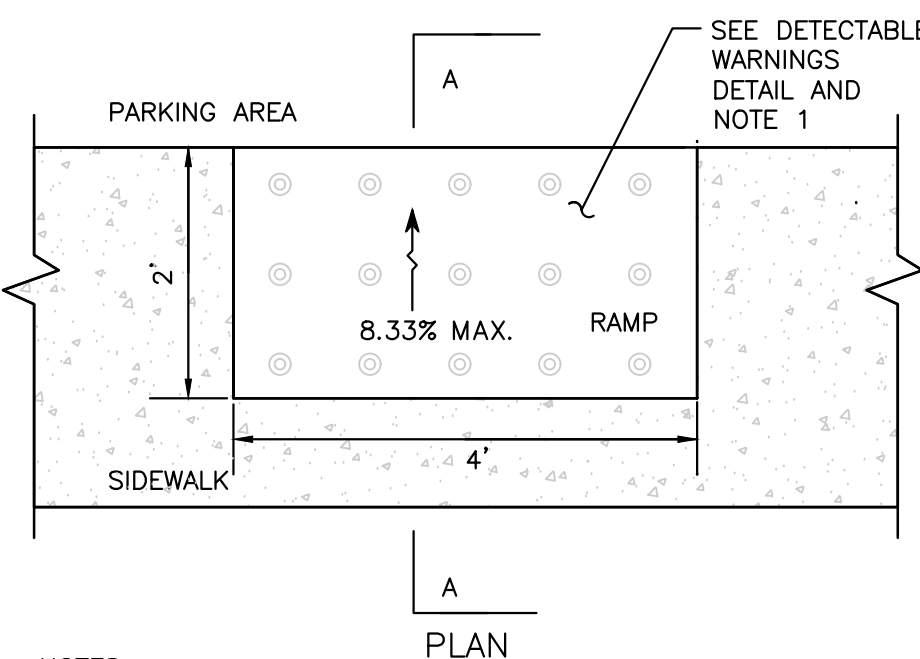 SEE DETECTABLE
WARNINGS
DETAIL AND
NOTE 1
A
PARKING AREA
2'
8.33% MAX.
RAMP
4'
SIDEWALK
A
PLAN